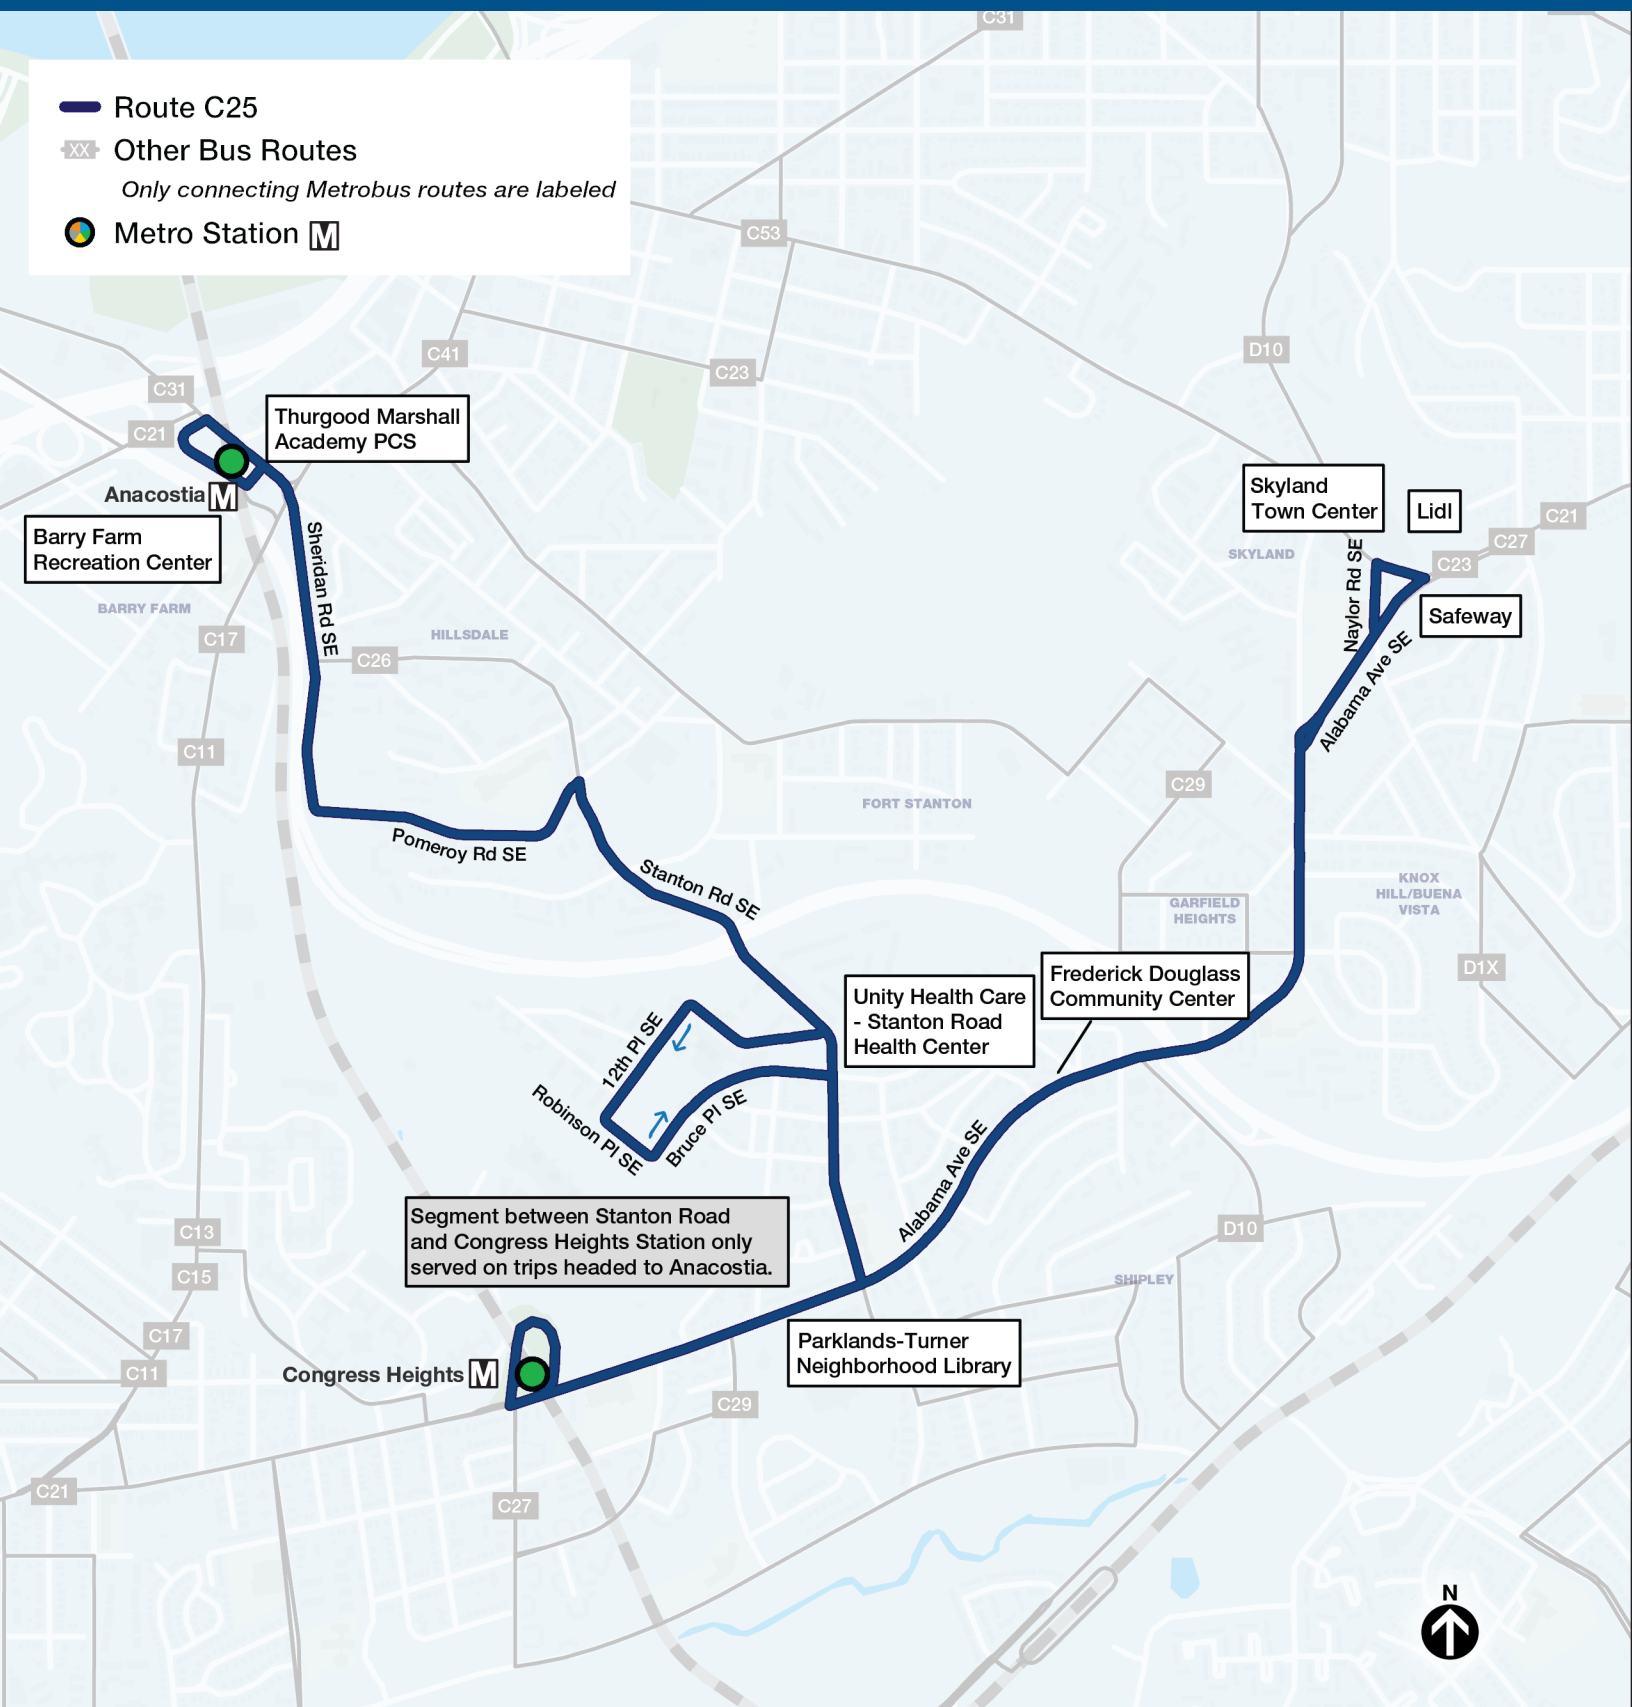 C31
Route C25
XX Other Bus Routes
Only connecting Metrobus routes are labeled
Metro Station M
C53
C41
C23
D10
C31
C21
Thurgood Marshall
Academy PCS
Anacostia M
Barry Farm
Recreation Center
BARRY FARM
Sheridan Rd SE
HILLSDALE
C17
C26
C11
Skyland
Town Center
Lidl
C21
C27
C23
SKYLAND
Naylor Rd SE
Safeway
Alabama Ave SE
C29
FORT STANTON
Pomeroy Rd SE
Stanton Rd SE
KNOX
HILL/BUENA
VISTA
GARFIELD
HEIGHTS
D1X
Frederick Douglass
Community Center
Unity Health Care
- Stanton Road
Health Center
12th Pl SE
Robinson Pl SE
Bruce Pl SE
Alabama Ave SE
Segment between Stanton Road
and Congress Heights Station only
served on trips headed to Anacostia.
C13
C15
D10
SHIPLEY
C17
C11
Congress Heights M
Parklands-Turner
Neighborhood Library
C29
C21
C27
N